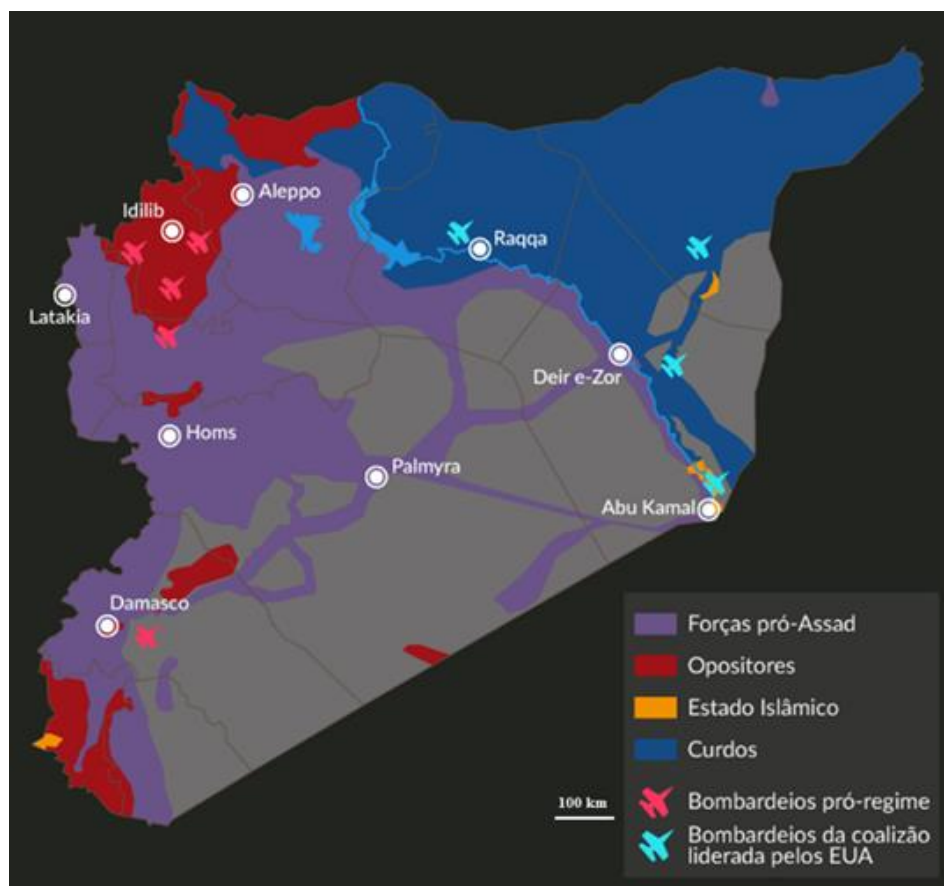 Aleppo
Idilib
Raqqa
Latakia
Deir e-Zor
Homs
Palmyra
Abu Kamal
Damasco
Forças pró-Assad
Opositores
Estado Islâmico
Curdos
100 km
Bombardeios pró-regime
Bombardeios da coalizão
liderada pelos EUA